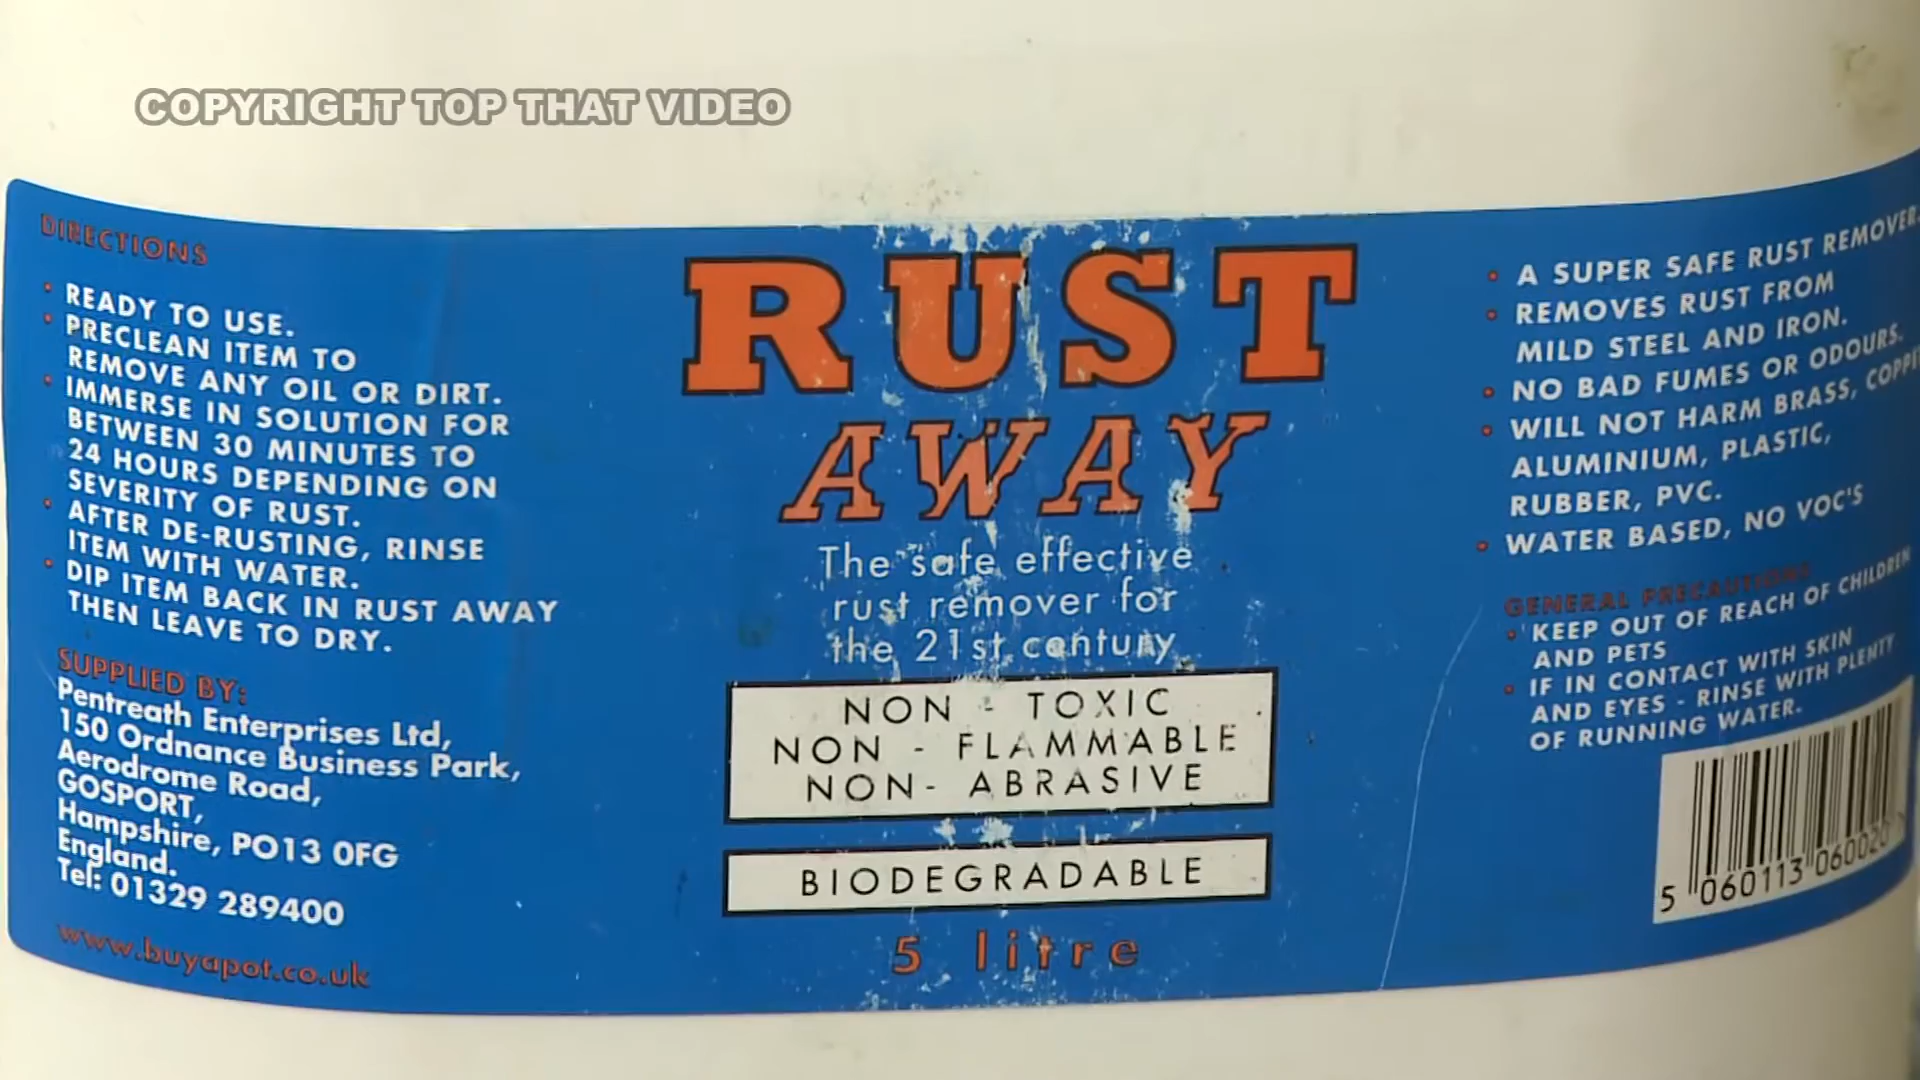 COPYRIGHT TOP THAT VIDEO
DIRECTIONS
• READY TO USE.
• PRECLEAN ITEM TO
REMOVE ANY OIL OR DIRT.
• IMMERSE IN SOLUTION FOR
BETWEEN 30 MINUTES TO
24 HOURS DEPENDING ON
SEVERITY OF RUST.
• AFTER DE-RUSTING, RINSE
ITEM WITH WATER.
• DIP ITEM BACK IN RUST AWAY
THEN LEAVE TO DRY.
SUPPLIED BY:
Pentreath Enterprises Ltd,
150 Ordnance Business Park,
Aerodrome Road,
GOSPORT,
Hampshire, PO13 0FG
England.
Tel: 01329 289400
www.buyapot.co.uk
RUST
AWAY
The safe effective
rust remover for
the 21st century
NON - TOXIC
NON - FLAMMABLE
NON- ABRASIVE
BIODEGRADABLE
5 litre
• A SUPER SAFE RUST REMOVER.
• REMOVES RUST FROM
MILD STEEL AND IRON.
• NO BAD FUMES OR ODOURS.
• WILL NOT HARM BRASS,
ALUMINIUM, PLASTIC,
RUBBER, PVC.
• WATER BASED, NO VOC'S
GENERAL PRECAUTIONS
• KEEP OUT OF REACH OF CHILDREN
AND PETS
• IF IN CONTACT WITH SKIN
AND EYES - RINSE WITH PLENTY
OF RUNNING WATER.
5 060113 060020